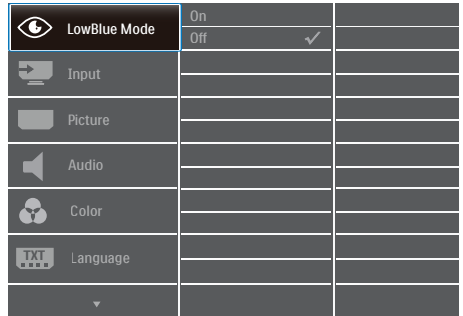 LowBlue Mode
On
Off
Input
Picture
Audio
Color
TXT
Language